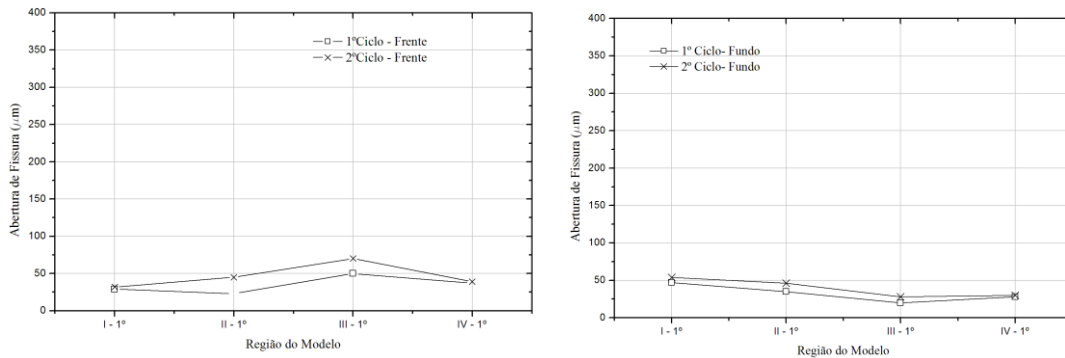 400
350
300
250
200
150
100
50
0
Abertura de Fissura (μm)
1ºCiclo - Frente
2ºCiclo - Frente
I - 1º
II - 1º
III - 1º
IV - 1º
Região do Modelo
400
350
300
250
200
150
100
50
0
Abertura de Fissura (μm)
1º Ciclo- Fundo
2º Ciclo- Fundo
I - 1º
II - 1º
III - 1º
IV - 1º
Região do Modelo